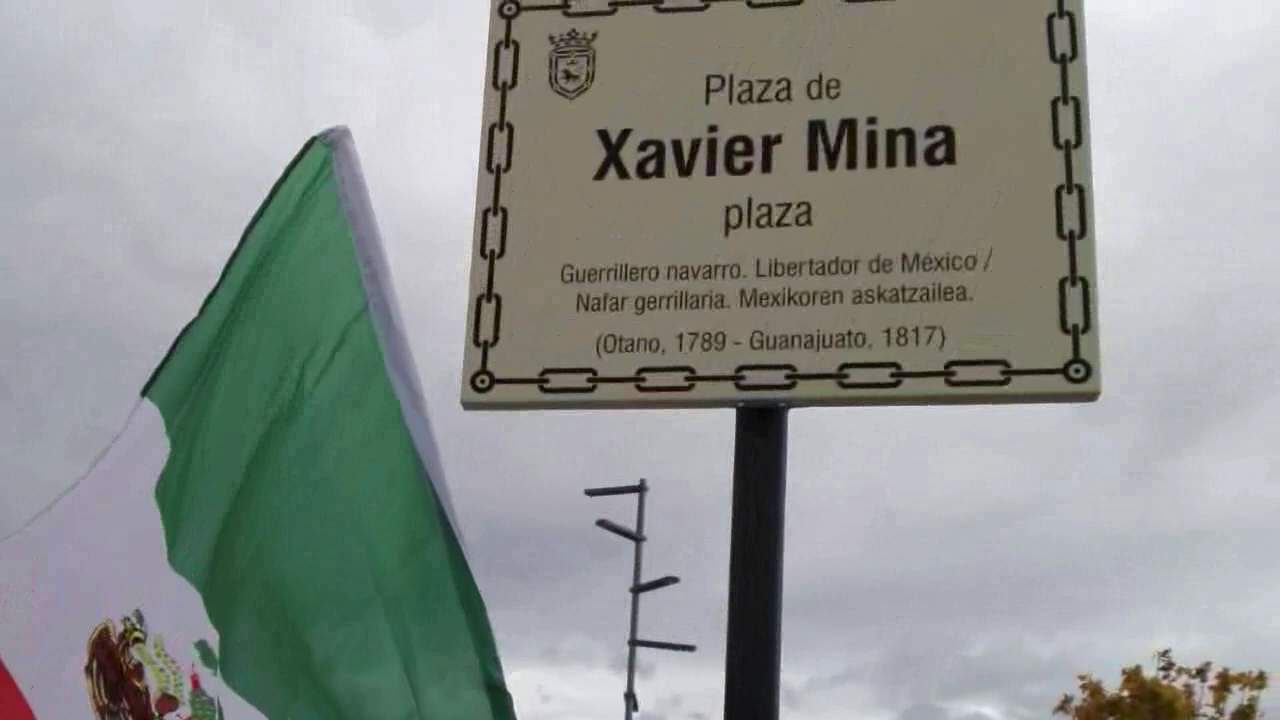 Plaza de
Xavier Mina
plaza
Guerrillero navarro. Libertador de México /
Nafar gerrillaria. Mexikoren askatzailea.
(Otano, 1789 - Guanajuato, 1817)